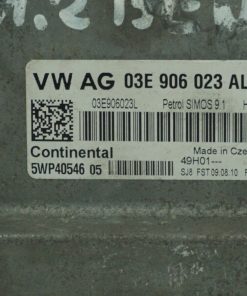 VW AG 03E 906 023 AL
03E906023L Petrol SIMOS 9.1 H
Continental Made in Cze
5WP40546 05 49H01---
SJ8 FST 09.08.10